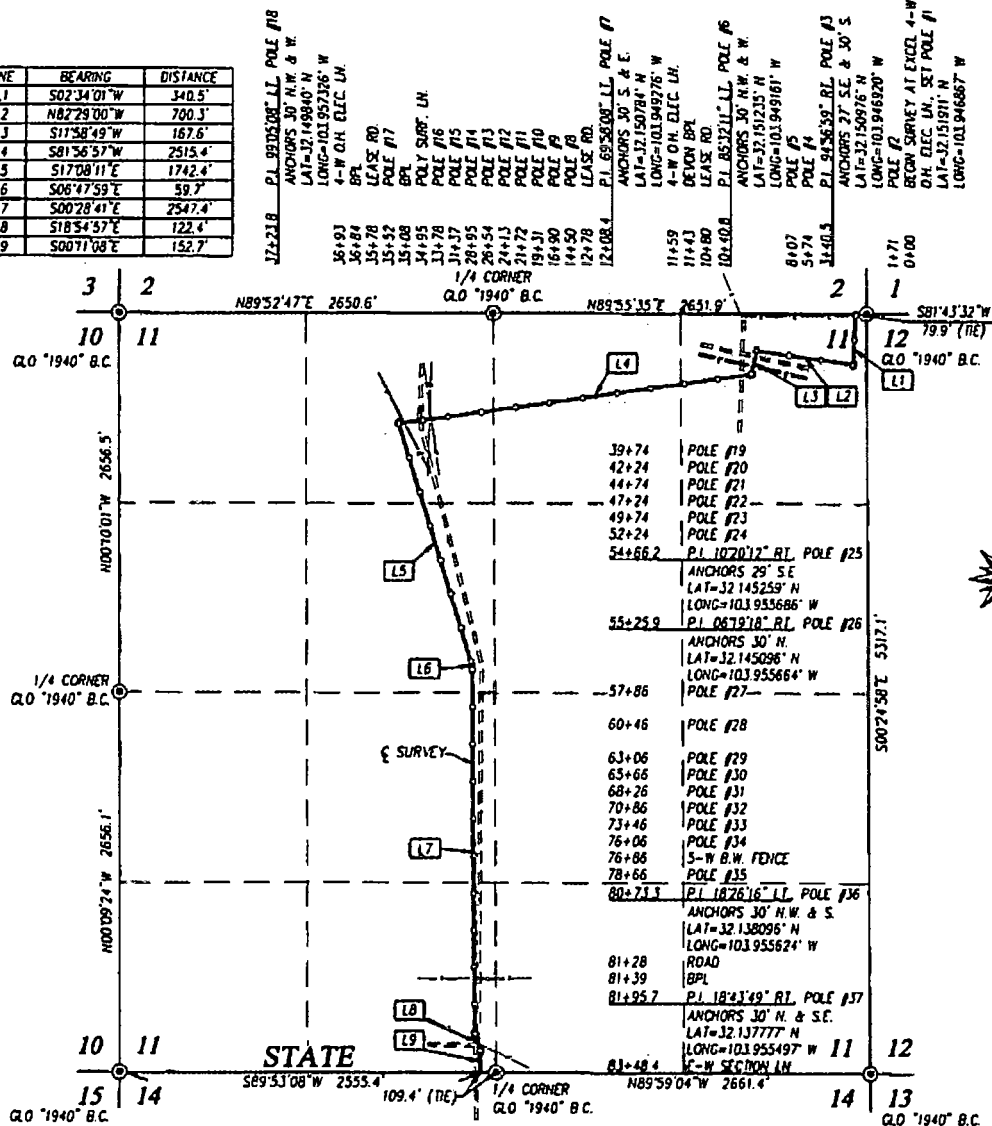 NE BEARING DISTANCE
1 S02°34'01"W 340.5'
2 N82°29'00"W 700.3'
3 S11°58'49"W 167.6'
4 S81°56'57"W 2515.4'
5 S17°08'11"E 1742.4'
6 S06°47'59"E 59.7'
7 S00°28'41"E 2547.4'
8 S18°54'57"E 122.4'
9 S00°11'08"E 152.7'
37+23.8 P.I. 99°05'08" LT. POLE #18
ANCHORS 30' N.W. & W.
LAT=32.149840° N
LONG=103.957326° W
36+93 4-W O.H. ELEC. LN.
36+84 BPL
35+78 LEASE RD.
35+52 POLE #17
35+08 BPL
34+95 POLY SURF. LN.
33+78 POLE #16
31+37 POLE #15
28+95 POLE #14
26+54 POLE #13
24+13 POLE #12
21+72 POLE #11
19+31 POLE #10
16+90 POLE #9
14+50 POLE #8
12+78 LEASE RD.
12+08.4 P.I. 69°56'08" LT. POLE #7
ANCHORS 30' S. & E.
LAT=32.150784° N
LONG=103.949276° W
11+59 4-W O.H. ELEC. LN.
11+43 DEVON BPL
10+80 LEASE RD.
10+40.8 P.I. 85°32'11" LT. POLE #6
ANCHORS 30' N.W. & W.
LAT=32.151235° N
LONG=103.949161° W
8+07 POLE #5
5+74 POLE #4
3+40.5 P.I. 94°56'59" RT. POLE #3
ANCHORS 27' S.E. & 30' S.
LAT=32.150976° N
LONG=103.946920° W
1+71 POLE #2
0+00 BEGIN SURVEY AT EXCEL 4-W
O.H. ELEC. LN., SET POLE #1
LAT=32.151911° N
LONG=103.946867° W
3 2
10 11
GLO "1940" B.C.
N89°52'47"E 2650.6'
1/4 CORNER
GLO "1940" B.C.
N89°55'35"E 2651.9'
2 1
11 12
S81°43'32"W
79.9' (TIE)
GLO "1940" B.C.
L1
L2
L3
L4
N00°10'01"W 2656.5'
39+74 POLE #19
42+24 POLE #20
44+74 POLE #21
47+24 POLE #22
49+74 POLE #23
52+24 POLE #24
54+66.2 P.I. 10°20'12" RT. POLE #25
ANCHORS 29' S.E
LAT=32.145259° N
LONG=103.955686° W
L5
55+25.9 P.I. 06°19'18" RT. POLE #26
ANCHORS 30' N.
LAT=32.145096° N
LONG=103.955664° W
L6
1/4 CORNER
GLO "1940" B.C.
57+86 POLE #27
60+46 POLE #28
S00°24'58"E 5317.1'
℄ SURVEY
63+06 POLE #29
65+66 POLE #30
68+26 POLE #31
70+86 POLE #32
73+46 POLE #33
76+06 POLE #34
76+86 5-W B.W. FENCE
78+66 POLE #35
80+73.3 P.I. 18°26'16" LT. POLE #36
ANCHORS 30' N.W. & S.
LAT=32.138096° N
LONG=103.955624° W
L7
N00°09'24"W 2656.1'
81+28 ROAD
81+39 BPL
81+95.7 P.I. 18°43'49" RT. POLE #37
ANCHORS 30' N. & S.E.
LAT=32.137777° N
LONG=103.955497° W
83+48.4 E-W SECTION LN
L8
L9
STATE
10 11
15 14
GLO "1940" B.C.
S89°53'08"W 2555.4'
109.4' (TIE)
1/4 CORNER
GLO "1940" B.C.
N89°59'04"W 2661.4'
11 12
14 13
GLO "1940" B.C.